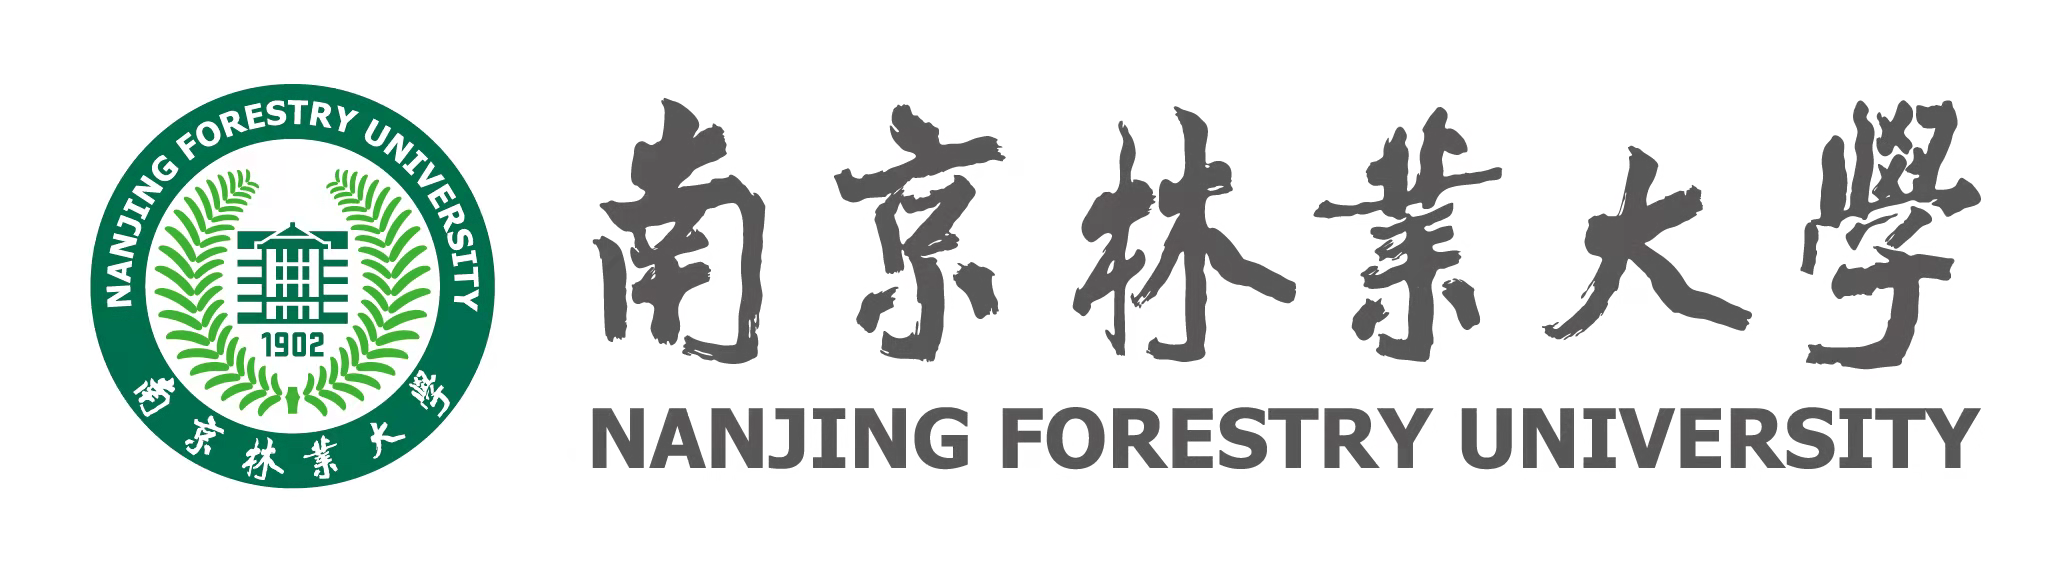 NANJING FORESTRY UNIVERSITY
1902
南京林業大學
南京林業大學
NANJING FORESTRY UNIVERSITY